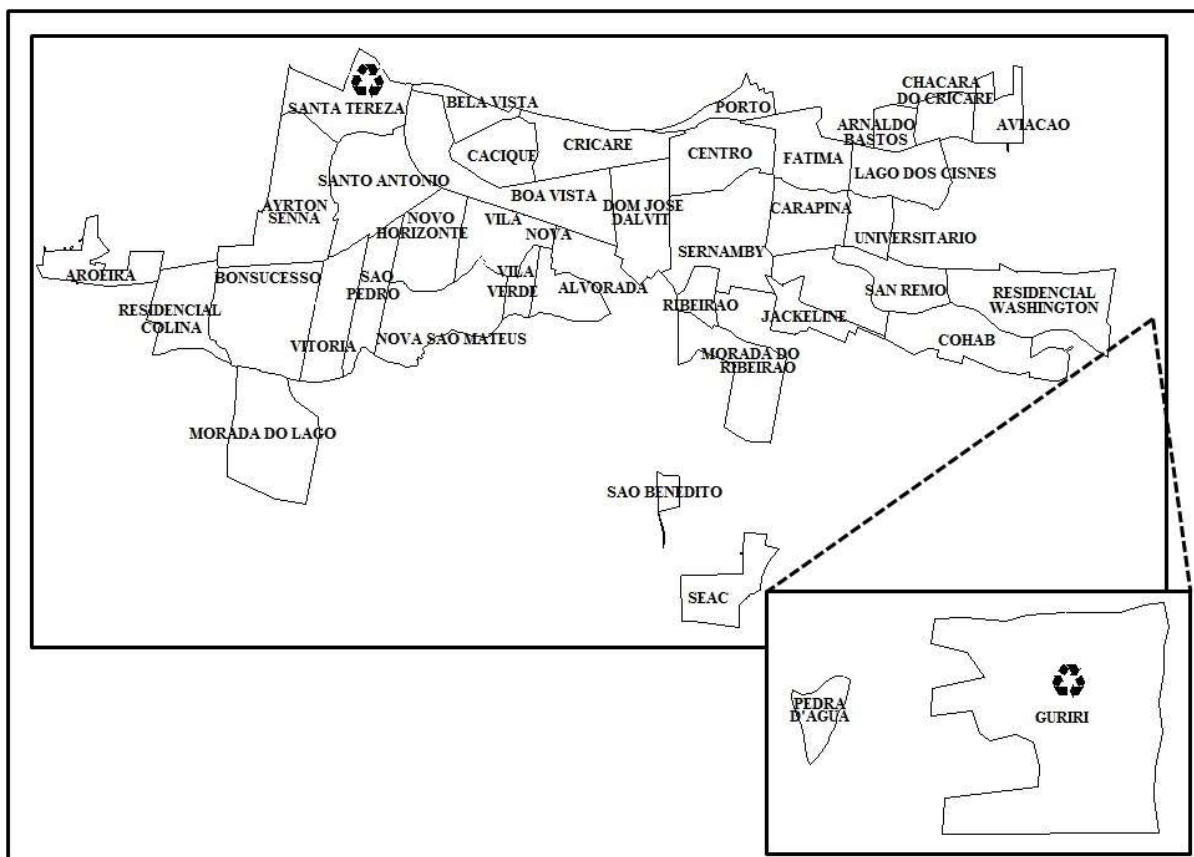 CHACARA
DO CRICARE
SANTA TEREZA
BELA VISTA
PORTO
ARNALDO
BASTOS
AVIACAO
CACIQUE
CRICARE
CENTRO
FATIMA
LAGO DOS CISNES
SANTO ANTONIO
BOA VISTA
AYRTON
SENNA
NOVO
HORIZONTE
VILA
NOVA
DOM JOSE
DALVIT
CARAPINA
UNIVERSITARIO
SERNAMBY
AROEIRA
BONSUCESSO
SAO
PEDRO
VILA
VERDE
ALVORADA
SAN REMO
RESIDENCIAL
WASHINGTON
RESIDENCIAL
COLINA
RIBEIRAO
JACKELINE
VITORIA
NOVA SAO MATEUS
COHAB
MORADA DO
RIBEIRAO
MORADA DO LAGO
SAO BENEDITO
SEAC
PEDRA
D'AGUA
GURIRI